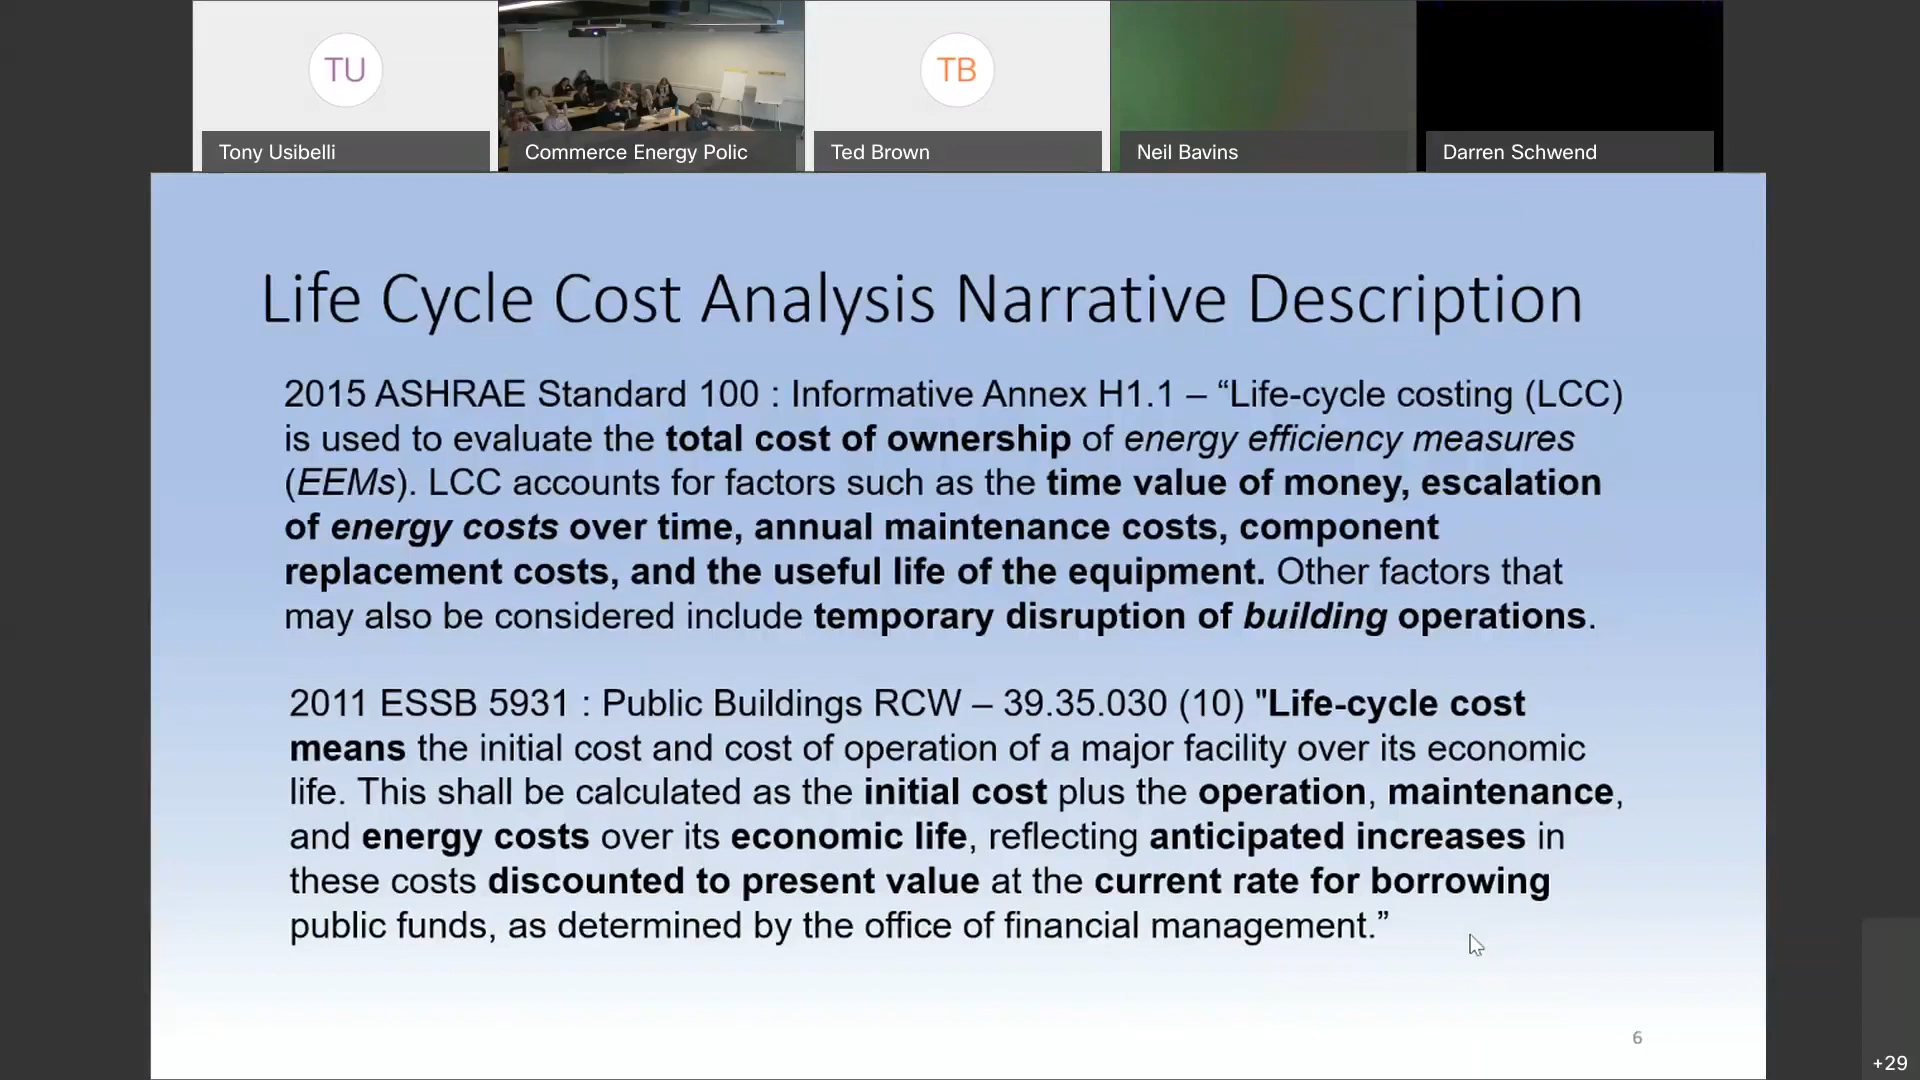 TU
TB
Tony Usibelli
Commerce Energy Polic
Ted Brown
Neil Bavins
Darren Schwend
Life Cycle Cost Analysis Narrative Description
2015 ASHRAE Standard 100 : Informative Annex H1.1 – “Life-cycle costing (LCC)
is used to evaluate the total cost of ownership of energy efficiency measures
(EEMs). LCC accounts for factors such as the time value of money, escalation
of energy costs over time, annual maintenance costs, component
replacement costs, and the useful life of the equipment. Other factors that
may also be considered include temporary disruption of building operations.
2011 ESSB 5931 : Public Buildings RCW – 39.35.030 (10) "Life-cycle cost
means the initial cost and cost of operation of a major facility over its economic
life. This shall be calculated as the initial cost plus the operation, maintenance,
and energy costs over its economic life, reflecting anticipated increases in
these costs discounted to present value at the current rate for borrowing
public funds, as determined by the office of financial management.”
6
+29